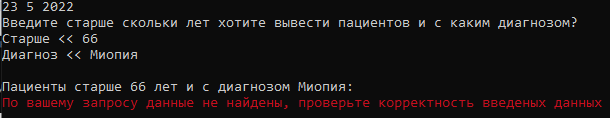 23 5 2022
Введите старше скольки лет хотите вывести пациентов и с каким диагнозом?
Старше << 66
Диагноз << Миопия
Пациенты старше 66 лет и с диагнозом Миопия:
По вашему запросу данные не найдены, проверьте корректность введеных данных